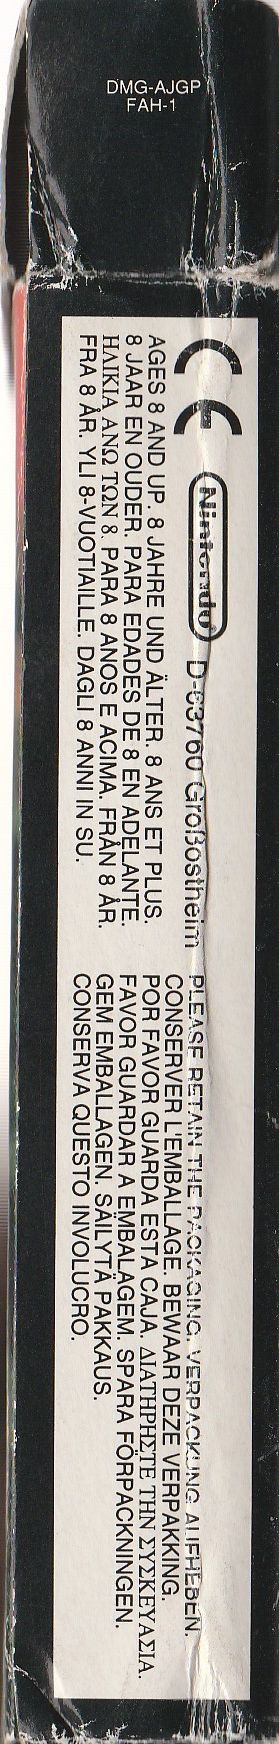 DMG-AJGP
FAH-1
CE Nintendo® D-63760 Großostheim
AGES 8 AND UP. 8 JAHRE UND ÄLTER. 8 ANS ET PLUS.
8 JAAR EN OUDER. PARA EDADES DE 8 EN ADELANTE.
ΗΛΙΚΙΑ ΑΝΩ ΤΩΝ 8. PARA 8 ANOS E ACIMA. FRÅN 8 ÅR.
FRA 8 ÅR. YLI 8-VUOTIAILLE. DAGLI 8 ANNI IN SU.
PLEASE RETAIN THE PACKAGING. VERPACKUNG AUFHEBEN.
CONSERVER L'EMBALLAGE. BEWAAR DEZE VERPAKKING.
POR FAVOR GUARDA ESTA CAJA. ΔΙΑΤΗΡΗΣΤΕ ΤΗΝ ΣΥΣΚΕΥΑΣΙΑ.
FAVOR GUARDAR A EMBALAGEM. SPARA FÖRPACKNINGEN.
GEM EMBALLAGEN. SÄILYTÄ PAKKAUS.
CONSERVA QUESTO INVOLUCRO.